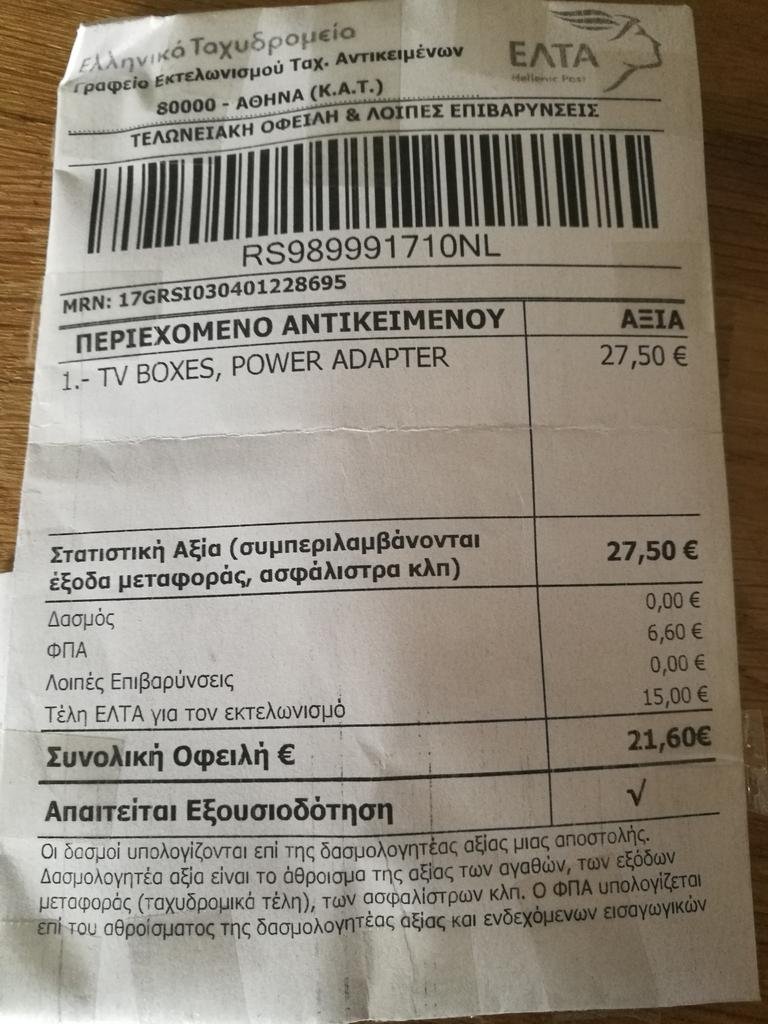 Ελληνικά Ταχυδρομεία
Γραφείο Εκτελωνισμού Ταχ. Αντικειμένων
80000 - ΑΘΗΝΑ (Κ.Α.Τ.)
ΕΛΤΑ
Hellenic Post
ΤΕΛΩΝΕΙΑΚΗ ΟΦΕΙΛΗ & ΛΟΙΠΕΣ ΕΠΙΒΑΡΥΝΣΕΙΣ
RS989991710NL
MRN: 17GRSI030401228695
ΠΕΡΙΕΧΟΜΕΝΟ ΑΝΤΙΚΕΙΜΕΝΟΥ ΑΞΙΑ
1.- TV BOXES, POWER ADAPTER 27,50 €
Στατιστική Αξία (συμπεριλαμβάνονται
έξοδα μεταφοράς, ασφάλιστρα κλπ) 27,50 €
Δασμός 0,00 €
ΦΠΑ 6,60 €
Λοιπές Επιβαρύνσεις 0,00 €
Τέλη ΕΛΤΑ για τον εκτελωνισμό 15,00 €
Συνολική Οφειλή € 21,60€
Απαιτείται Εξουσιοδότηση √
Οι δασμοί υπολογίζονται επί της δασμολογητέας αξίας μιας αποστολής.
Δασμολογητέα αξία είναι το άθροισμα της αξίας των αγαθών, των εξόδων
μεταφοράς (ταχυδρομικά τέλη), των ασφαλίστρων κλπ. Ο ΦΠΑ υπολογίζεται
επί του αθροίσματος της δασμολογητέας αξίας και ενδεχόμενων εισαγωγικών